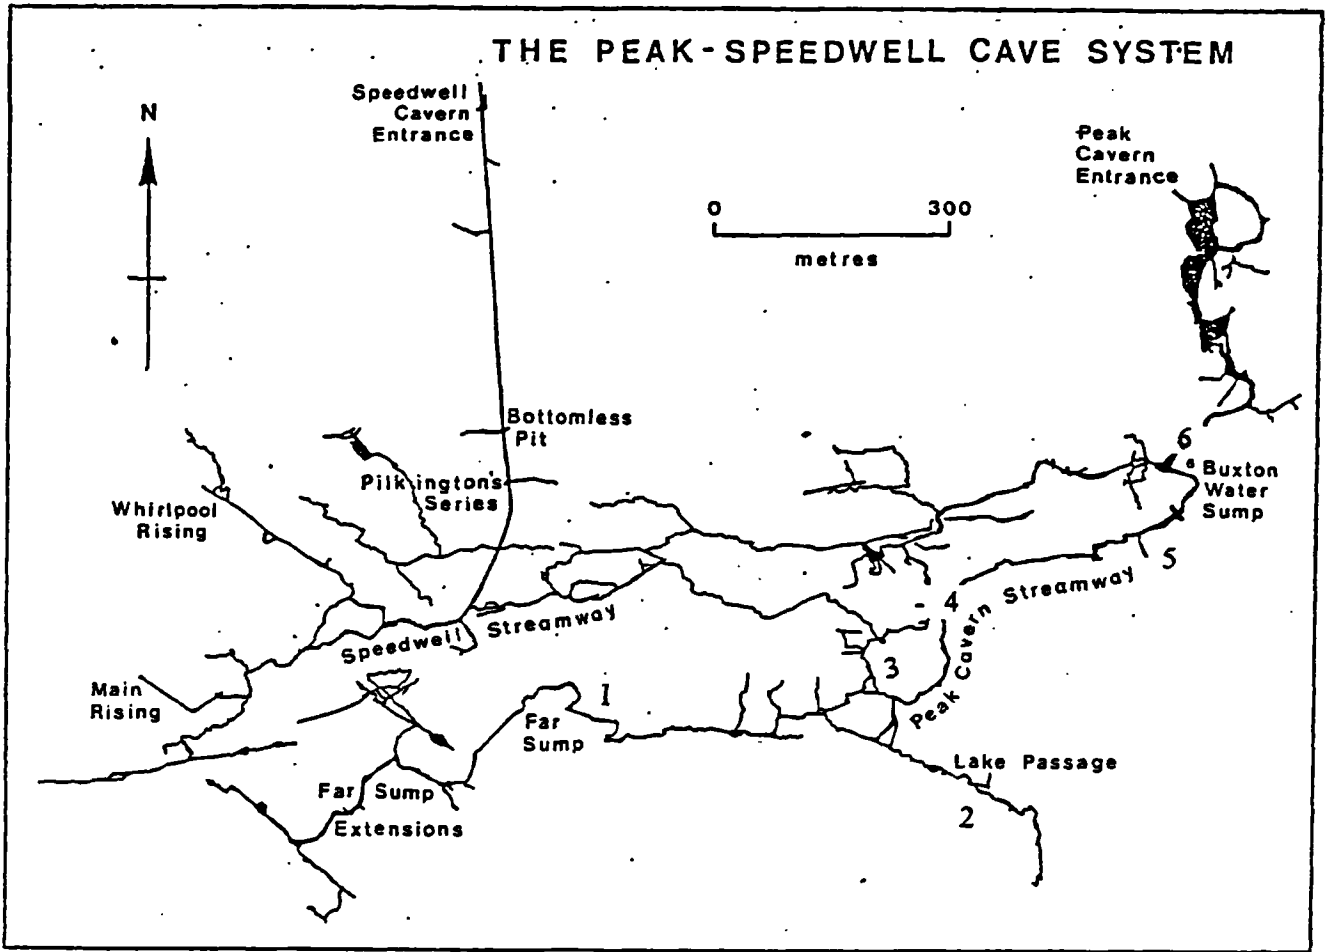 THE PEAK-SPEEDWELL CAVE SYSTEM
Speedwell
Cavern
Entrance
N
Peak
Cavern
Entrance
0 300
metres
Bottomless
Pit
Pilkington's
Series
Whirlpool
Rising
6
Buxton
Water
Sump
5
4
Speedwell Streamway
Peak Cavern Streamway
3
Main
Rising
1
Far
Sump
Lake Passage
2
Far Sump
Extensions